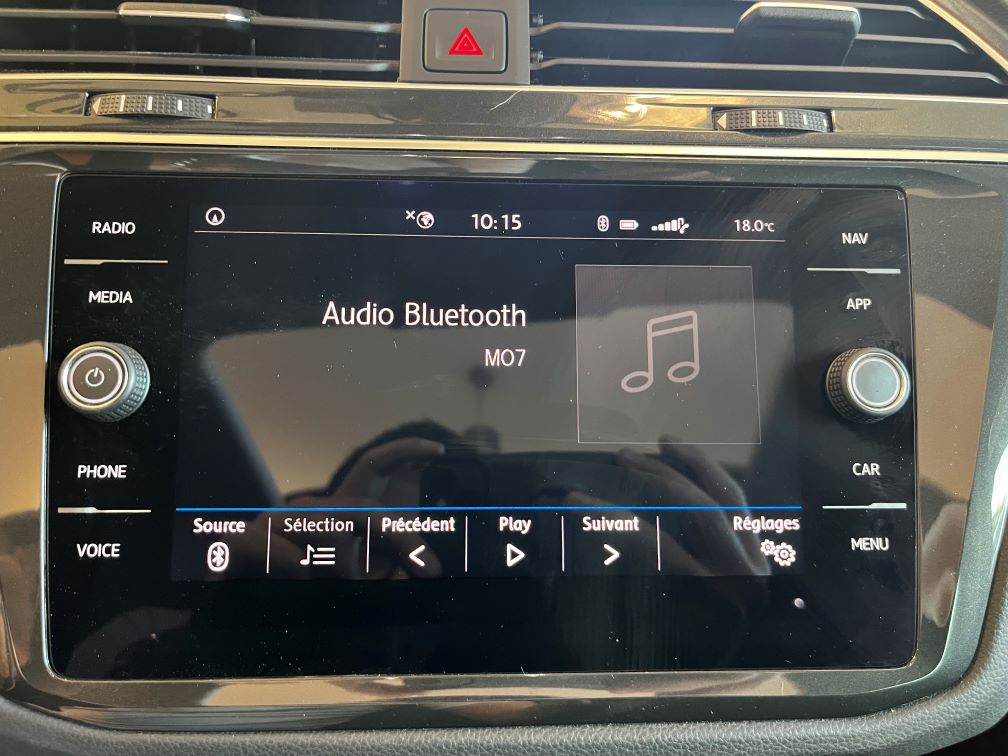 RADIO
MEDIA
PHONE
VOICE
10:15
18.0°C
Audio Bluetooth
MO7
Source
Sélection
Précédent
Play
Suivant
Réglages
NAV
APP
CAR
MENU